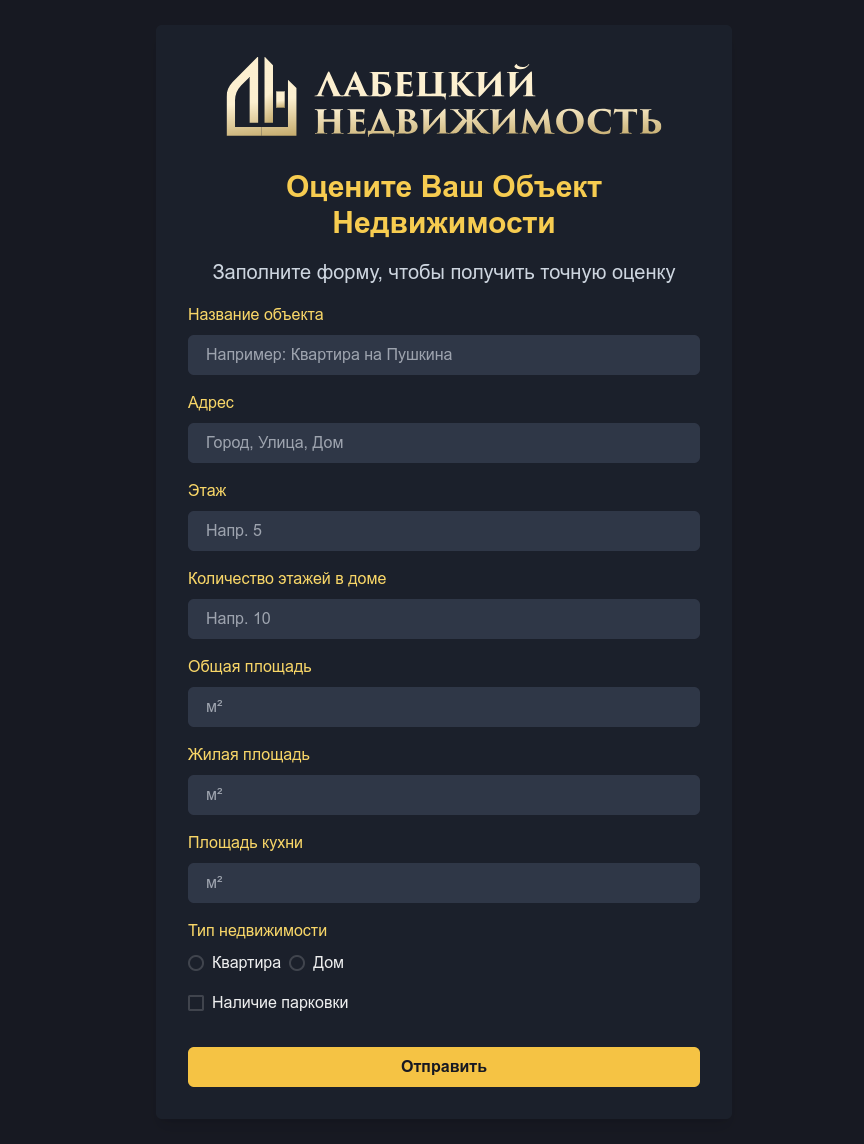 ЛАБЕЦКИЙ
НЕДВИЖИМОСТЬ
Оцените Ваш Объект
Недвижимости
Заполните форму, чтобы получить точную оценку
Название объекта
Например: Квартира на Пушкина
Адрес
Город, Улица, Дом
Этаж
Напр. 5
Количество этажей в доме
Напр. 10
Общая площадь
м²
Жилая площадь
м²
Площадь кухни
м²
Тип недвижимости
Квартира Дом
Наличие парковки
Отправить